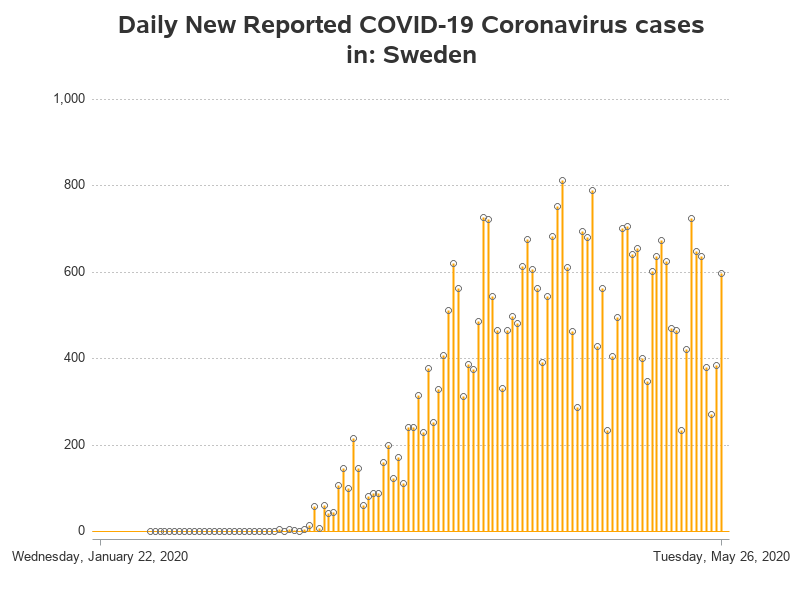 Daily New Reported COVID-19 Coronavirus cases
in: Sweden
1,000
800
600
400
200
0
Wednesday, January 22, 2020
Tuesday, May 26, 2020